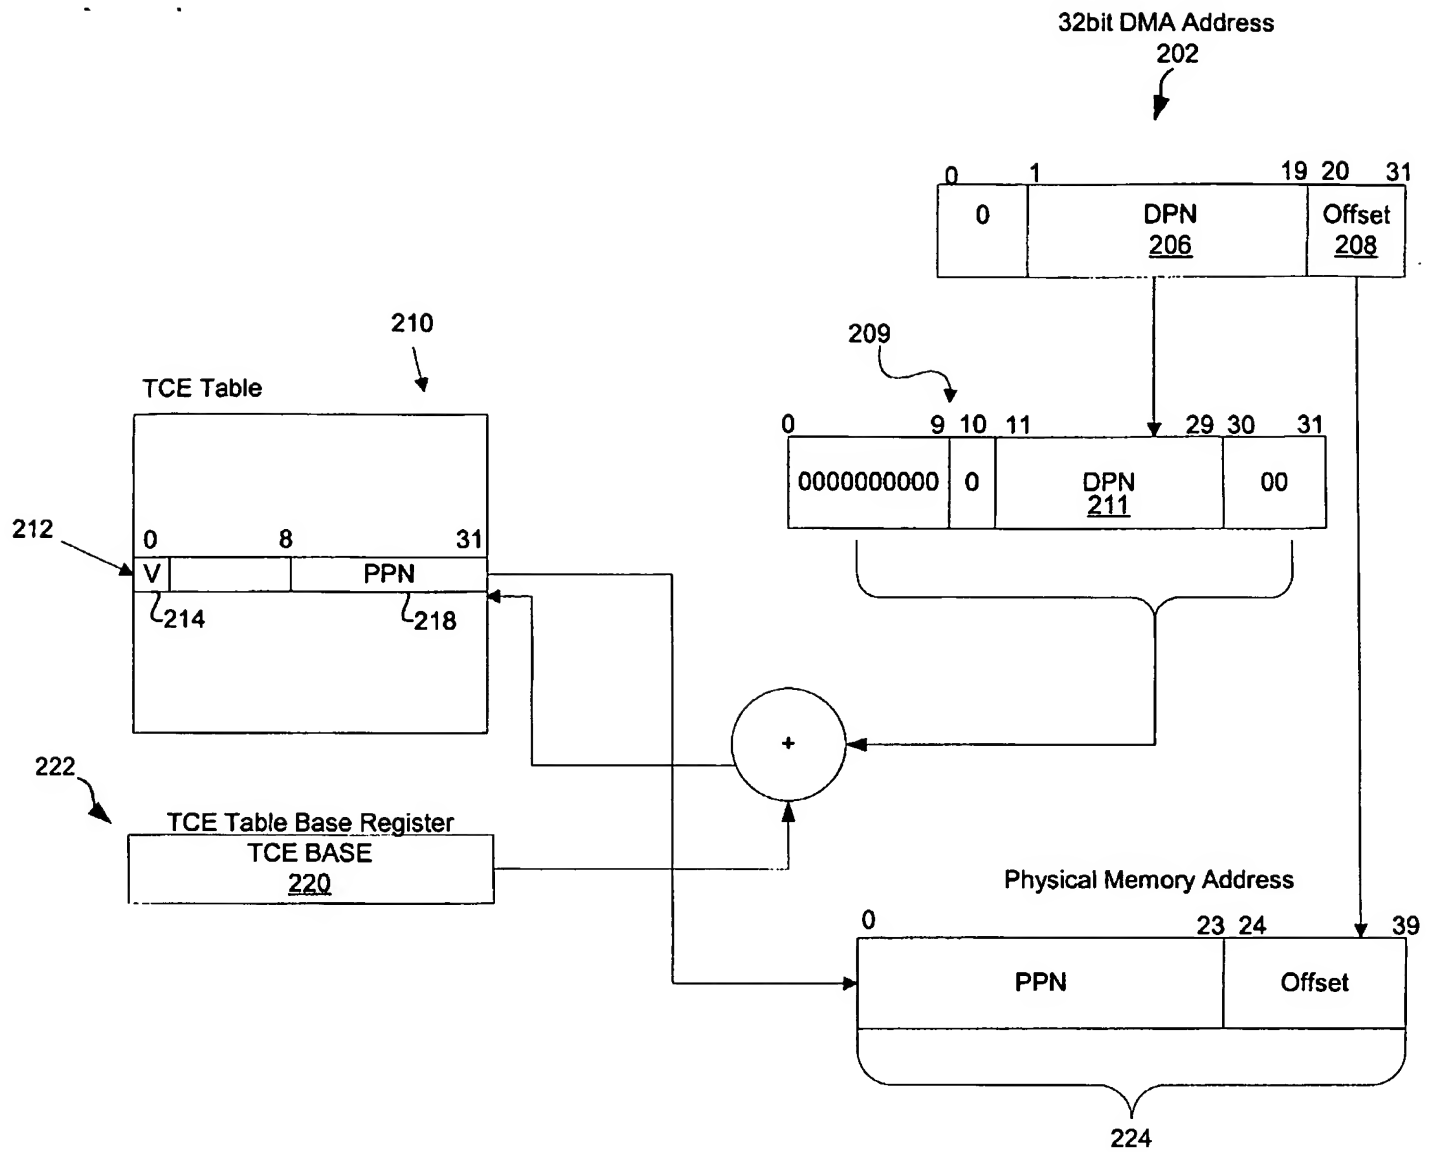 32bit DMA Address
202
0 1 19 20 31
0 DPN Offset
206 208
210
209
TCE Table
0 9 10 11 29 30 31
0000000000 0 DPN 00
211
212
0 8 31
V PPN
214 218
+
222
TCE Table Base Register
TCE BASE
220
Physical Memory Address
0 23 24 39
PPN Offset
224